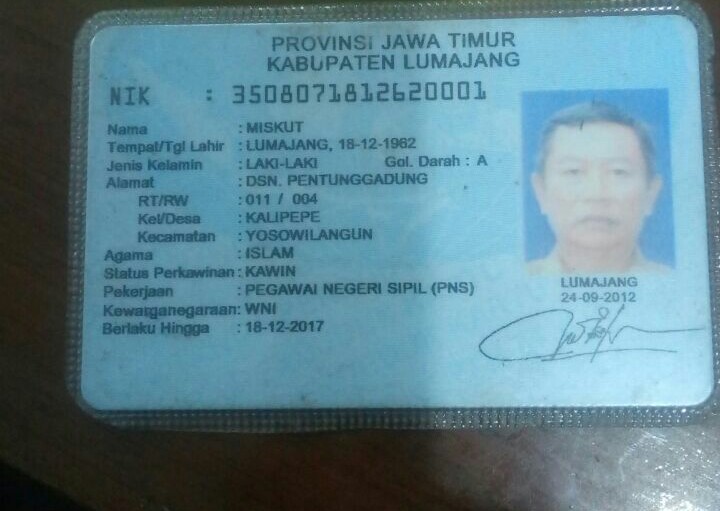 PROVINSI JAWA TIMUR
KABUPATEN LUMAJANG
NIK : 3508071812620001
Nama : MISKUT
Tempat/Tgl Lahir : LUMAJANG, 18-12-1962
Jenis Kelamin : LAKI-LAKI Gol. Darah : A
Alamat : DSN. PENTUNGGADUNG
RT/RW : 011 / 004
Kel/Desa : KALIPEPE
Kecamatan : YOSOWILANGUN
Agama : ISLAM
Status Perkawinan : KAWIN
Pekerjaan : PEGAWAI NEGERI SIPIL (PNS)
Kewarganegaraan : WNI
Berlaku Hingga : 18-12-2017
LUMAJANG
24-09-2012